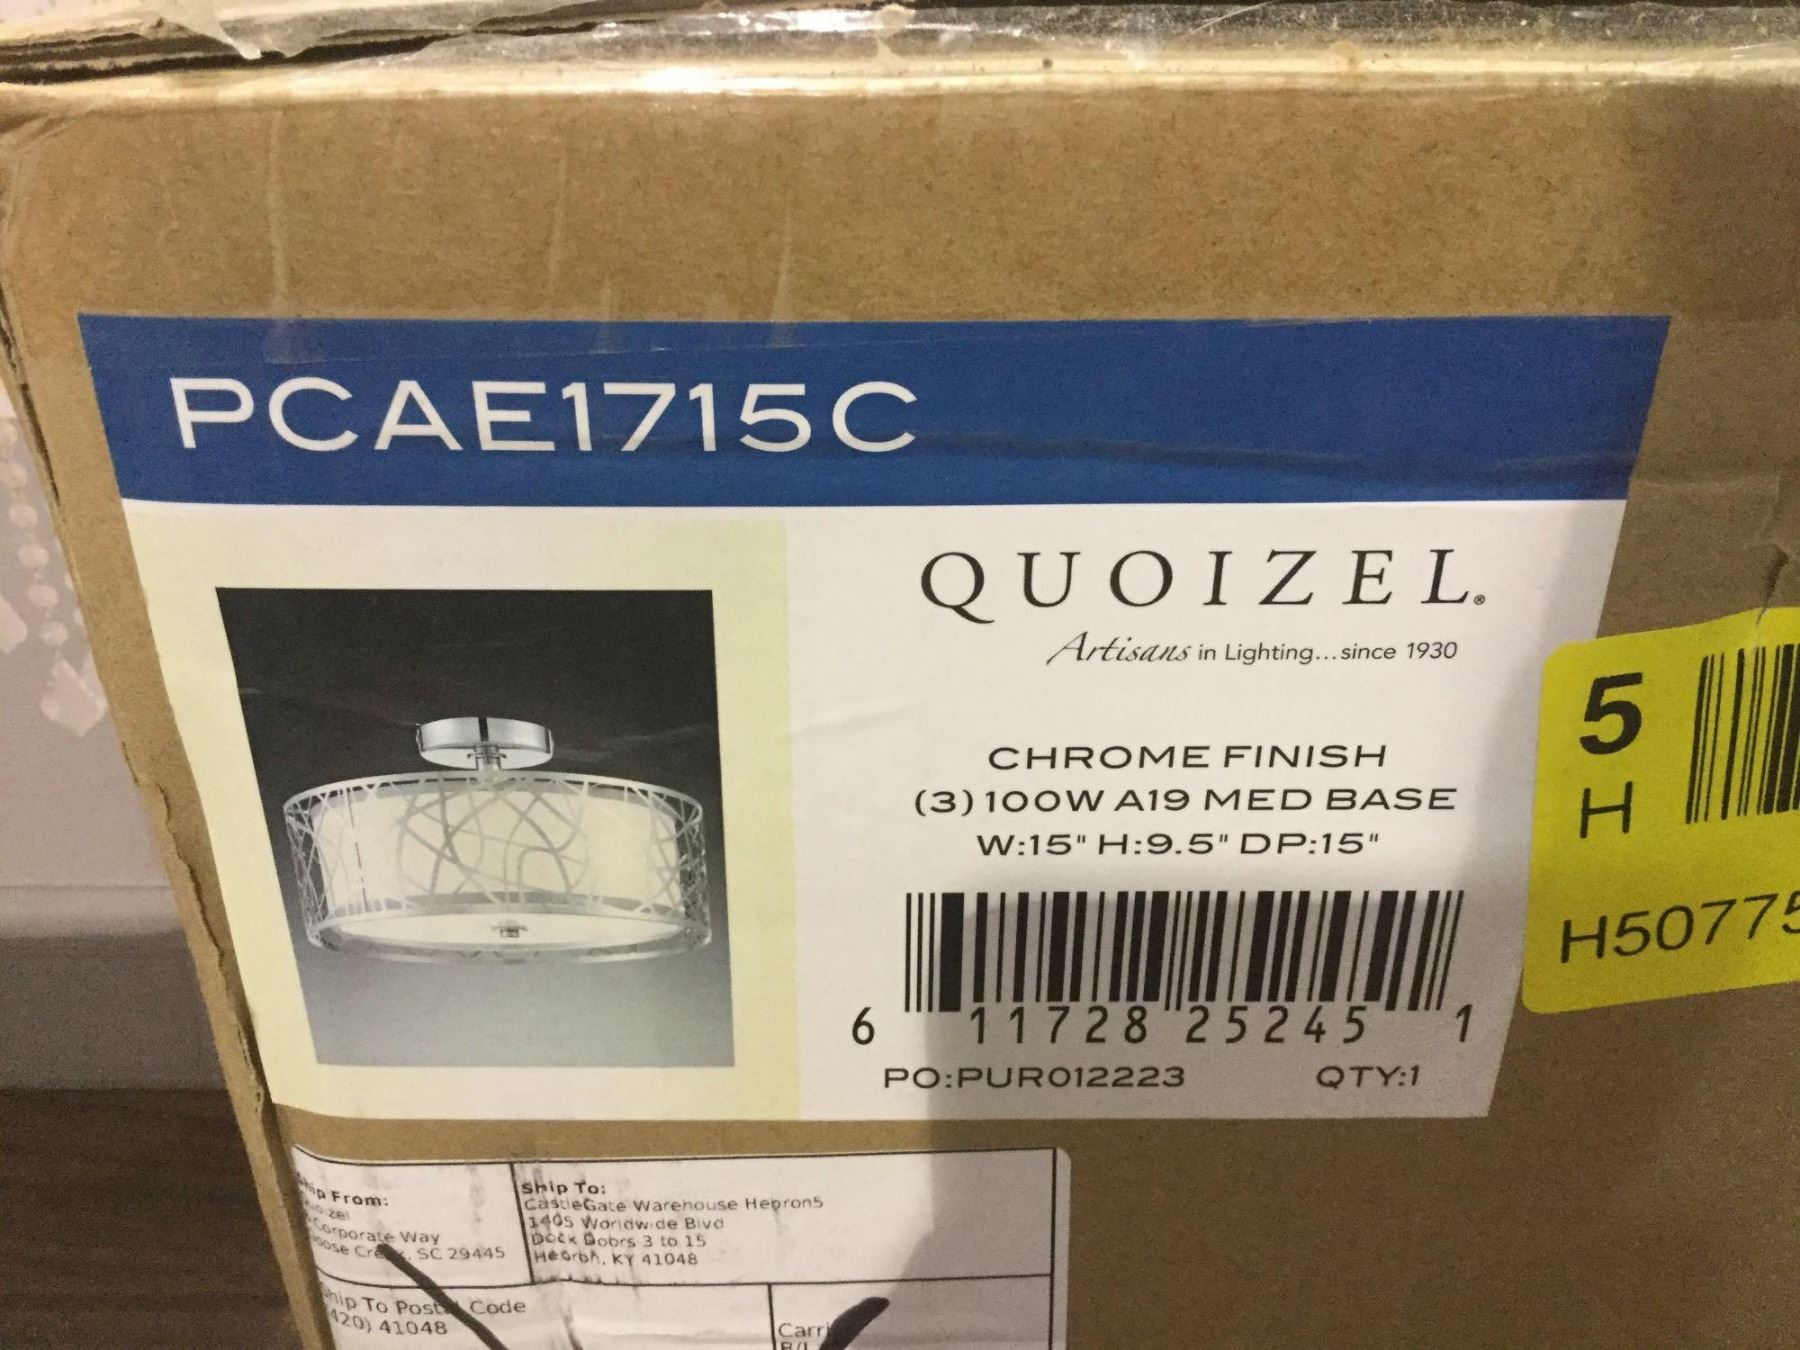 PCAE1715C
QUOIZEL®
Artisans in Lighting...since 1930
CHROME FINISH
(3) 100W A19 MED BASE
W:15" H:9.5" DP:15"
6 11728 25245 1
PO:PUR012223 QTY:1
5
H
H50775
Ship From:
Corporate Way
SC 29445
Ship To:
CastleGate Warehouse Hebron5
1405 Worldwide Blvd
Dock Doors 3 to 15
Hebron, KY 41048
Ship To Postal Code
(420) 41048
B/L